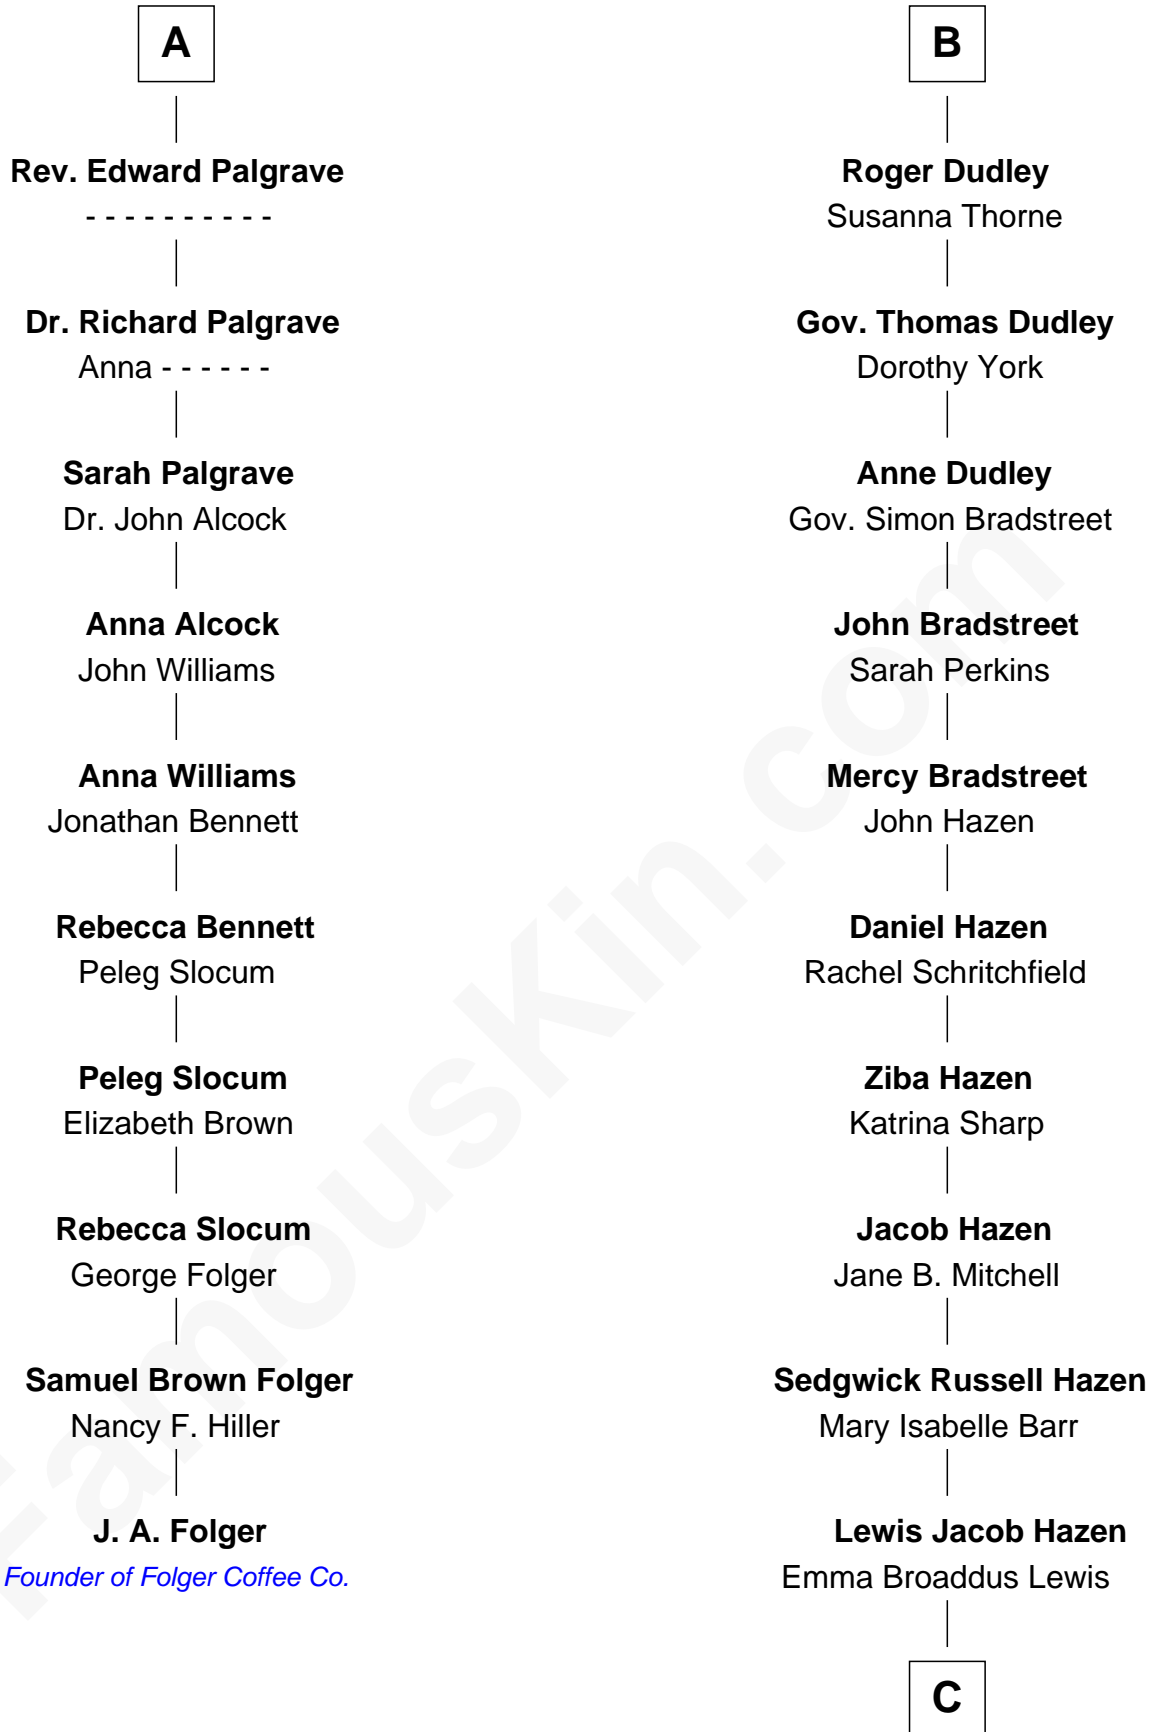 A
Rev. Edward Palgrave
- - - - - - - - - -
Dr. Richard Palgrave
Anna - - - - - -
Sarah Palgrave
Dr. John Alcock
Anna Alcock
John Williams
Anna Williams
Jonathan Bennett
Rebecca Bennett
Peleg Slocum
Peleg Slocum
Elizabeth Brown
Rebecca Slocum
George Folger
Samuel Brown Folger
Nancy F. Hiller
J. A. Folger
Founder of Folger Coffee Co.
B
Roger Dudley
Susanna Thorne
Gov. Thomas Dudley
Dorothy York
Anne Dudley
Gov. Simon Bradstreet
John Bradstreet
Sarah Perkins
Mercy Bradstreet
John Hazen
Daniel Hazen
Rachel Schritchfield
Ziba Hazen
Katrina Sharp
Jacob Hazen
Jane B. Mitchell
Sedgwick Russell Hazen
Mary Isabelle Barr
Lewis Jacob Hazen
Emma Broaddus Lewis
C
FamousKin.com